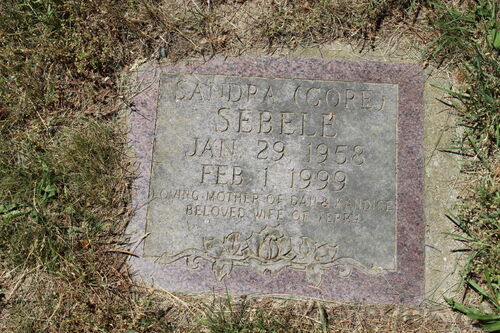 SANDRA (GORE)
SEBELE
JAN 29 1958
FEB 1 1999
LOVING MOTHER OF DAN & KANDICE
BELOVED WIFE OF